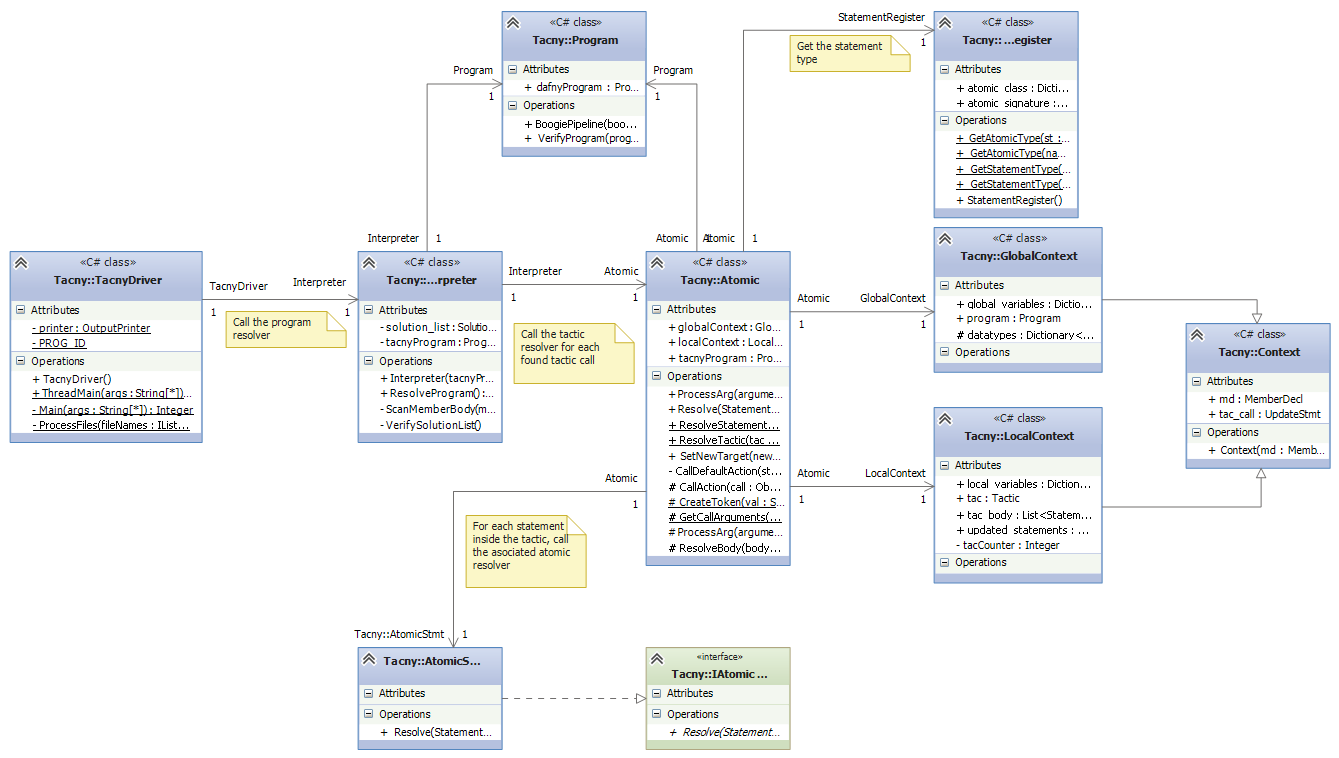 «C# class»
Tacny::Program
Attributes
+ dafnyProgram : Pro...
Operations
+ BoogiePipeline(boo...
+ VerifyProgram(prog...
StatementRegister
1
Get the statement
type
«C# class»
Tacny:: ...egister
Attributes
+ atomic_class : Dictio...
+ atomic_signature :...
Operations
+ GetAtomicType(st :...
+ GetAtomicType(na...
+ GetStatementType(...
+ GetStatementType(...
+ StatementRegister()
Program
1
Program
1
Interpreter
1
Atomic
1
Atomic
1
«C# class»
Tacny::TacnyDriver
Attributes
- printer : OutputPrinter
- PROG_ID
Operations
+ TacnyDriver()
+ ThreadMain(args : String[*])...
- Main(args : String[*]) : Integer
- ProcessFiles(fileNames : IList...
TacnyDriver
1
Interpreter
1
Call the program
resolver
«C# class»
Tacny::...rpreter
Attributes
- solution_list : Solutio...
- tacnyProgram : Prog...
Operations
+ Interpreter(tacnyPr...
+ ResolveProgram() :...
- ScanMemberBody(m...
- VerifySolutionList()
Interpreter
1
Atomic
1
Call the tactic
resolver for each
found tactic call
«C# class»
Tacny::Atomic
Attributes
+ globalContext : Glo...
+ localContext : Local...
+ tacnyProgram : Pro...
Operations
+ ProcessArg(argume...
+ Resolve(Statement...
+ ResolveStatement...
+ ResolveTactic(tac ...
+ SetNewTarget(new...
- CallDefaultAction(st...
# CallAction(call : Ob...
# CreateToken(val : S...
# GetCallArguments(...
# ProcessArg(argume...
# ResolveBody(body...
Atomic
1
GlobalContext
1
«C# class»
Tacny::GlobalContext
Attributes
+ global_variables : Dictio...
+ program : Program
# datatypes : Dictionary<...
Operations
«C# class»
Tacny::Context
Attributes
+ md : MemberDecl
+ tac_call : UpdateStmt
Operations
+ Context(md : Memb...
Atomic
1
LocalContext
1
«C# class»
Tacny::LocalContext
Attributes
+ local_variables : Diction...
+ tac : Tactic
+ tac_body : List<Statem...
+ updated_statements : ...
- tacCounter : Integer
Operations
Atomic
1
For each statement
inside the tactic, call
the asociated atomic
resolver
Tacny::AtomicStmt
1
Tacny::AtomicS...
Attributes
Operations
+ Resolve(Statement...
«interface»
Tacny::IAtomic ...
Attributes
Operations
+ Resolve(Statement...